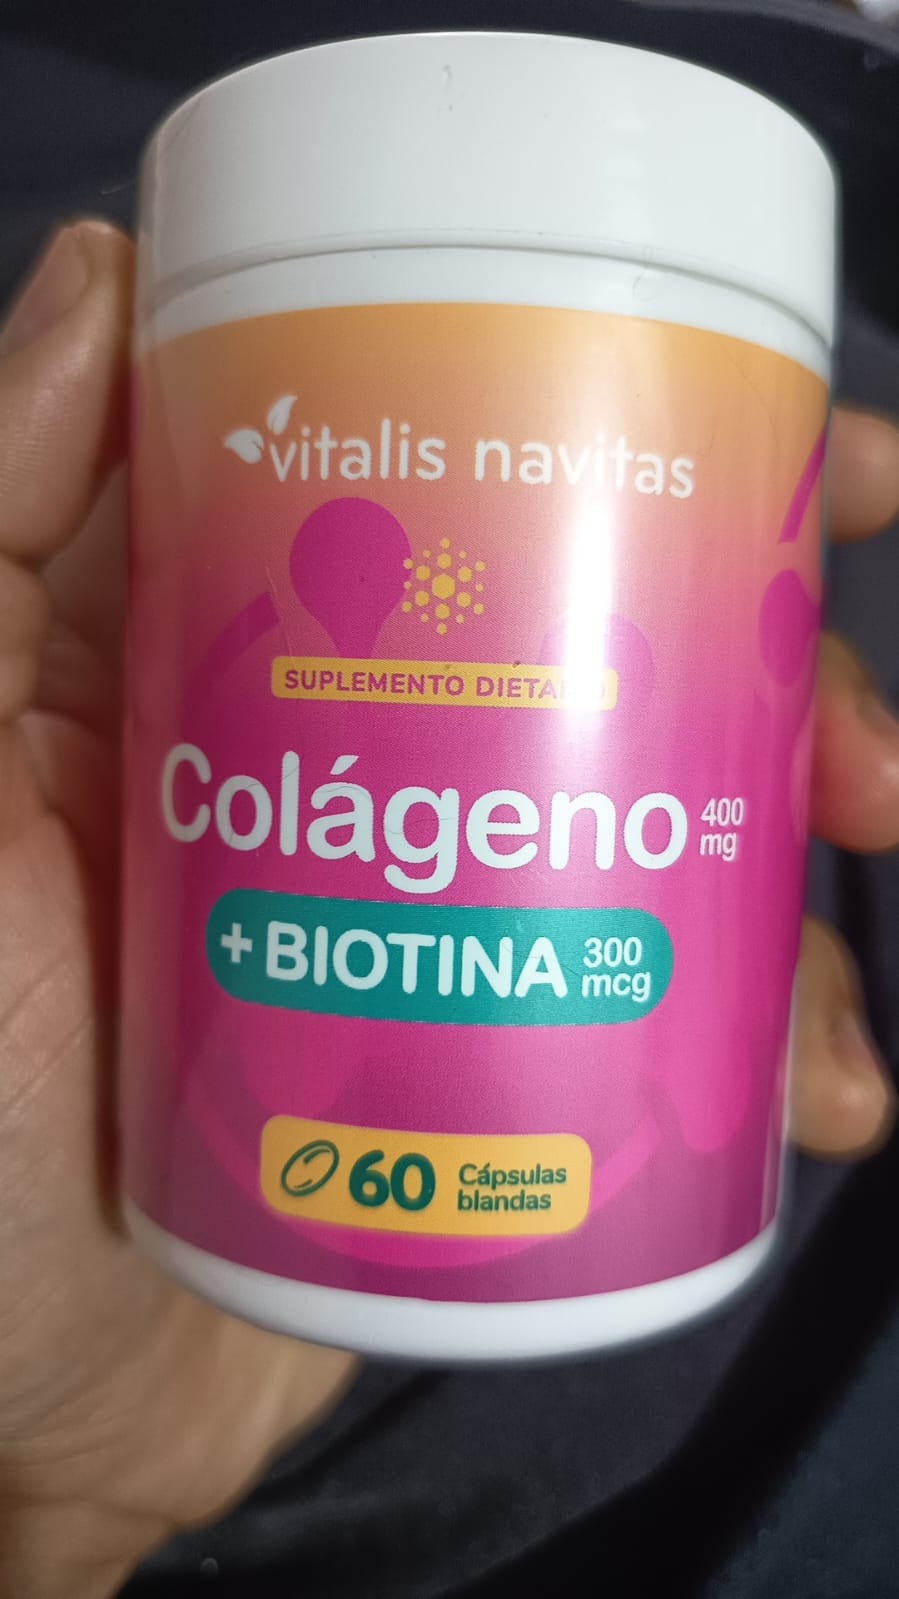 vitalis navitas
SUPLEMENTO
Colágeno 400 mg
+ BIOTINA 300 mcg
60 Cápsulas
blandas